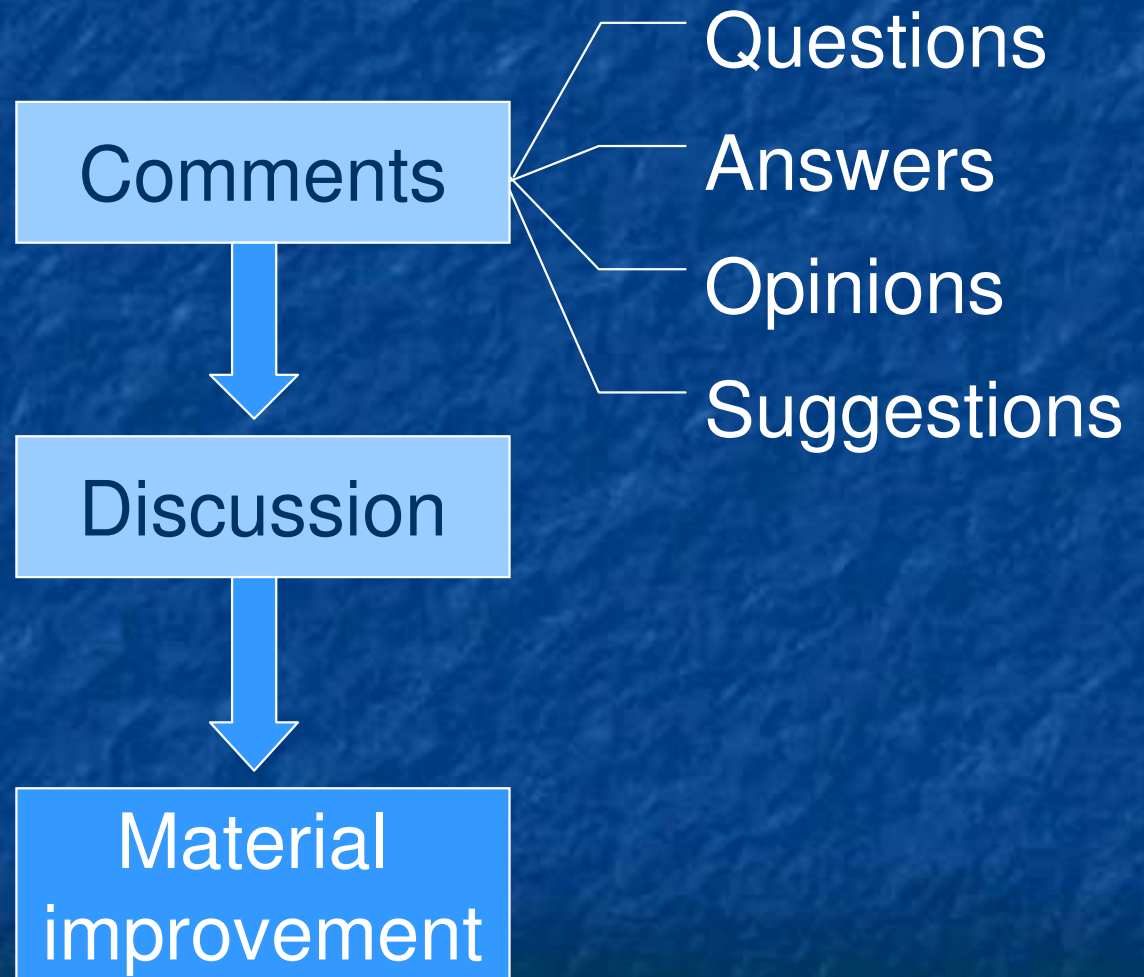 Questions
Comments
Answers
Opinions
Suggestions
Discussion
Material
improvement